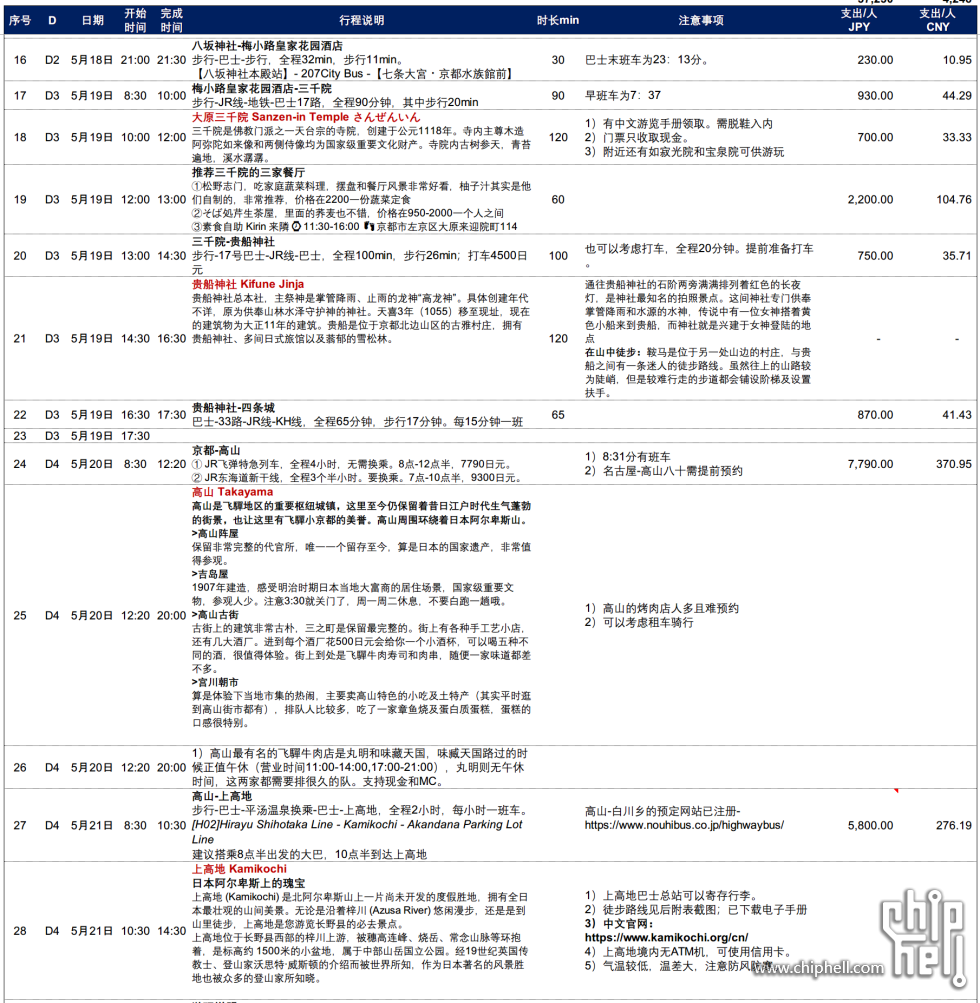 序号 D 日期 开始时间 完成时间 行程说明 时长min 注意事项 支出/人 JPY 支出/人 CNY
16 D2 5月18日 21:00 21:30 八坂神社-梅小路皇家花园酒店
步行-巴士-步行，全程32min，步行11min。
【八坂神社本殿站】- 207City Bus -【七条大宫・京都水族館前】
30 巴士末班车为23：13分。 230.00 10.95
17 D3 5月19日 8:30 10:00 梅小路皇家花园酒店-三千院
步行-JR线-地铁-巴士17路，全程90分钟，其中步行20min
90 早班车为7：37 930.00 44.29
18 D3 5月19日 10:00 12:00 大原三千院 Sanzen-in Temple さんぜんいん
三千院是佛教门派之一天台宗的寺院，创建于公元1118年。寺内主尊木造
阿弥陀如来像和两侧侍像均为国家级重要文化财产。寺院内古树参天，青苔
遍地，溪水潺潺。
120
1）有中文游览手册领取。需脱鞋入内
2）门票只收取现金。
3）附近还有如寂光院和宝泉院可供游玩
700.00 33.33
19 D3 5月19日 12:00 13:00 推荐三千院的三家餐厅
①松野志门，吃家庭蔬菜料理，摆盘和餐厅风景非常好看，柚子汁其实是他
们自制的，非常推荐，价格在2200一份蔬菜定食
②そば処芹生茶屋，里面的荞麦也不错，价格在950-2000一个人之间
③素食自助 Kirin 来隣 11:30-16:00 京都市左京区大原来迎院町114
60 2,200.00 104.76
20 D3 5月19日 13:00 14:30 三千院-贵船神社
步行-17号巴士-JR线-巴士，全程100min，步行26min；打车4500日
元
100
也可以考虑打车，全程20分钟。提前准备打车
。
750.00 35.71
21 D3 5月19日 14:30 16:30 贵船神社 Kifune Jinja
贵船神社总本社，主祭神是掌管降雨、止雨的龙神“高龙神”。具体创建年代
不详，原为供奉山林水泽守护神的神社。天喜3年（1055）移至现址，现在
的建筑物为大正11年的建筑。贵船是位于京都北边山区的古雅村庄，拥有
贵船神社、多间日式旅馆以及蓊郁的雪松林。
120
通往贵船神社的石阶两旁满满排列着红色的长夜
灯，是神社最知名的拍照景点。这间神社专门供奉
掌管降雨和水源的水神，传说中有一位女神搭着黄
色小船来到贵船，而神社就是兴建于女神登陆的地
点
在山中徒步：鞍马是位于另一处山边的村庄，与贵
船之间有一条迷人的徒步路线。虽然往上的山路较
为陡峭，但是较难行走的步道都会铺设阶梯及设置
扶手。
- -
22 D3 5月19日 16:30 17:30 贵船神社-四条城
巴士-33路-JR线-KH线，全程65分钟，步行17分钟。每15分钟一班
65 870.00 41.43
23 D3 5月19日 17:30
24 D4 5月20日 8:30 12:20 京都-高山
① JR飞弹特急列车，全程4小时，无需换乘。8点-12点半，7790日元。
② JR东海道新干线，全程3个半小时。要换乘。7点-10点半，9300日元。
1）8:31分有班车
2）名古屋-高山八十需提前预约
7,790.00 370.95
25 D4 5月20日 12:20 20:00 高山 Takayama
高山是飞驒地区的重要枢纽城镇，这里至今仍保留着昔日江户时代生气蓬勃
的街景，也让这里有飞驒小京都的美誉。高山周围环绕着日本阿尔卑斯山。
>高山阵屋
保留非常完整的代官所，唯一一个留存至今，算是日本的国家遗产，非常值
得参观。
>吉岛屋
1907年建造，感受明治时期日本当地大富商的居住场景，国家级重要文
物，参观人少。注意3:30就关门了，周一周二休息，不要白跑一趟哦。
>高山古街
古街上的建筑非常古朴，三之町是保留最完整的。街上有各种手工艺小店，
还有几大酒厂。进到每个酒厂花500日元会给你一个小酒杯，可以喝五种不
同的酒，很值得体验。街上到处是飞驒牛肉寿司和肉串，随便一家味道都差
不多。
>宫川朝市
算是体验下当地市集的热闹，主要卖高山特色的小吃及土特产（其实平时逛
到高山街市都有），排队人比较多，吃了一家章鱼烧及蛋白质蛋糕，蛋糕的
口感很特别。
1）高山的烤肉店人多且难预约
2）可以考虑租车骑行
26 D4 5月20日 12:20 20:00 1）高山最有名的飞驒牛肉店是丸明和味藏天国，味臧天国路过的时
候正值午休（营业时间11:00-14:00,17:00-21:00），丸明则无午休
时间，这两家都需要排很久的队。支持现金和MC。
27 D4 5月21日 8:30 10:30 高山-上高地
步行-巴士-平汤温泉换乘-巴士-上高地，全程2小时，每小时一班车。
[H02]Hirayu Shihotaka Line - Kamikochi - Akandana Parking Lot
Line
建议搭乘8点半出发的大巴，10点半到达上高地
高山-白川乡的预定网站已注册-
https://www.nouhibus.co.jp/highwaybus/
5,800.00 276.19
28 D4 5月21日 10:30 14:30 上高地 Kamikochi
日本阿尔卑斯上的瑰宝
上高地 (Kamikochi) 是北阿尔卑斯山上一片尚未开发的度假胜地，拥有全日
本最壮观的山间美景。无论是沿着梓川 (Azusa River) 悠闲漫步，还是是到
山里徒步，上高地是您游览长野县的必去景点。
上高地位于长野县西部的梓川上游，被穗高连峰、烧岳、常念山脉等环抱
着，是标高约 1500米的小盆地，属于中部山岳国立公园。经19世纪英国传
教士、登山家沃思特·威斯顿的介绍而被世界所知，作为日本著名的风景胜
地也被众多的登山家所知晓。
1）上高地巴士总站可以寄存行李。
2）徒步路线见后附表截图；已下载电子手册
3）中文官网：
https://www.kamikochi.org/cn/
4）上高地境内无ATM机，可使用信用卡。
5）气温较低，温差大，注意防风防
www.chiphell.com
chip hell